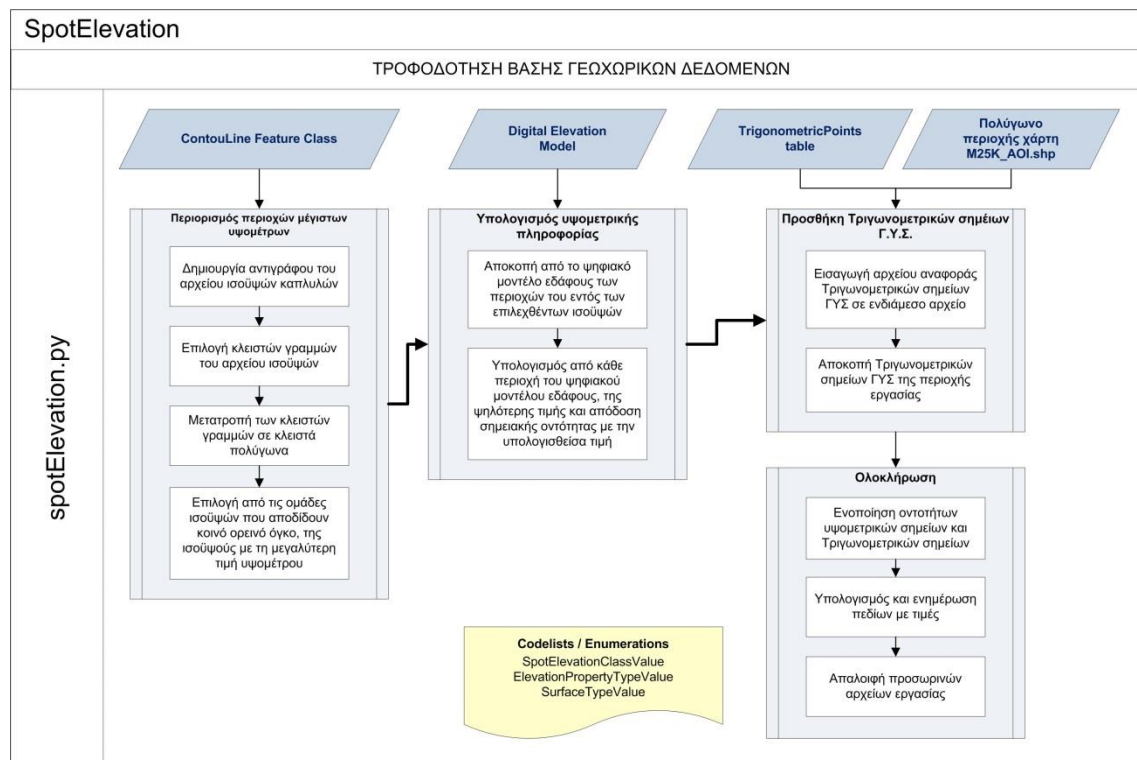 SpotElevation
ΤΡΟΦΟΔΟΤΗΣΗ ΒΑΣΗΣ ΓΕΩΧΩΡΙΚΩΝ ΔΕΔΟΜΕΝΩΝ
spotElevation.py
ContouLine Feature Class
Περιορισμός περιοχών μέγιστων
υψομέτρων
Δημιουργία αντιγράφου του
αρχείου ισοϋψών καπλυλών
Επιλογή κλειστών γραμμών
του αρχείου ισοϋψών
Μετατροπή των κλειστών
γραμμών σε κλειστά
πολύγωνα
Επιλογή από τις ομάδες
ισοϋψών που αποδίδουν
κοινό ορεινό όγκο, της
ισοϋψούς με τη μεγαλύτερη
τιμή υψομέτρου
Digital Elevation
Model
Υπολογισμός υψομετρικής
πληροφορίας
Αποκοπή από το ψηφιακό
μοντέλο εδάφους των
περιοχών του εντός των
επιλεχθέντων ισοϋψών
Υπολογισμός από κάθε
περιοχή του ψηφιακού
μοντέλου εδάφους, της
ψηλότερης τιμής και απόδοση
σημειακής οντότητας με την
υπολογισθείσα τιμή
TrigonometricPoints
table
Πολύγωνο
περιοχής χάρτη
M25K_AOI.shp
Προσθήκη Τριγωνομετρικών σημέιων
Γ.Υ.Σ.
Εισαγωγή αρχείου αναφοράς
Τριγωνομετρικών σημείων
ΓΥΣ σε ενδιάμεσο αρχείο
Αποκοπή Τριγωνομετρικών
σημείων ΓΥΣ της περιοχής
εργασίας
Ολοκλήρωση
Ενοποίηση οντοτήτων
υψομετρικών σημείων και
Τριγωνομετρικών σημείων
Υπολογισμός και ενημέρωση
πεδίων με τιμές
Απαλοιφή προσωρινών
αρχείων εργασίας
Codelists / Enumerations
SpotElevationClassValue
ElevationPropertyTypeValue
SurfaceTypeValue